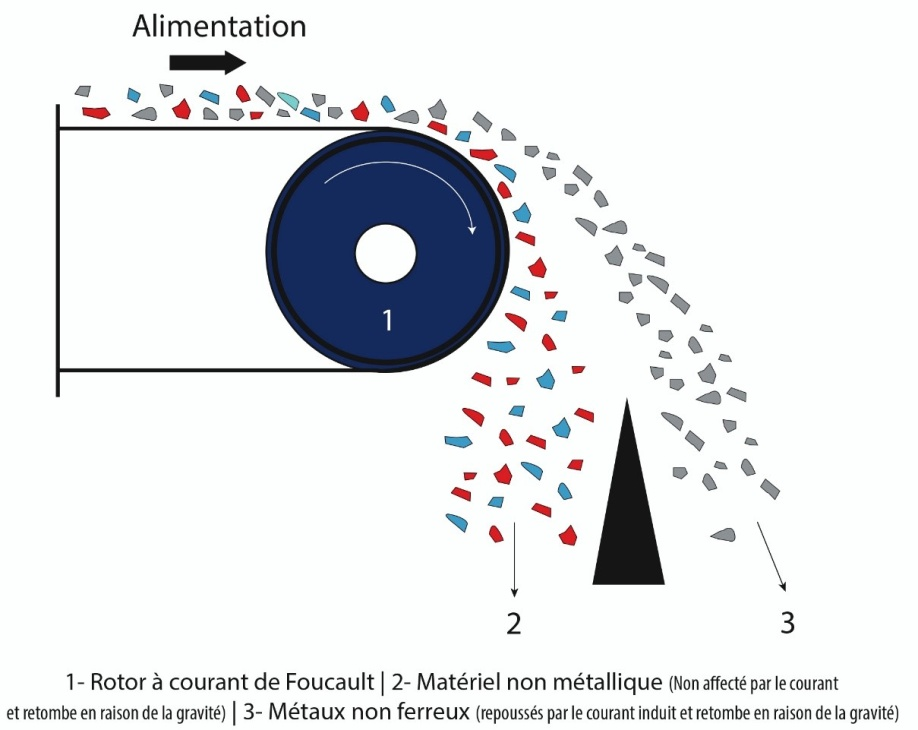 Alimentation
1
2
3
1- Rotor à courant de Foucault | 2- Matériel non métallique (Non affecté par le courant
et retombe en raison de la gravité) | 3- Métaux non ferreux (repoussés par le courant induit et retombe en raison de la gravité)